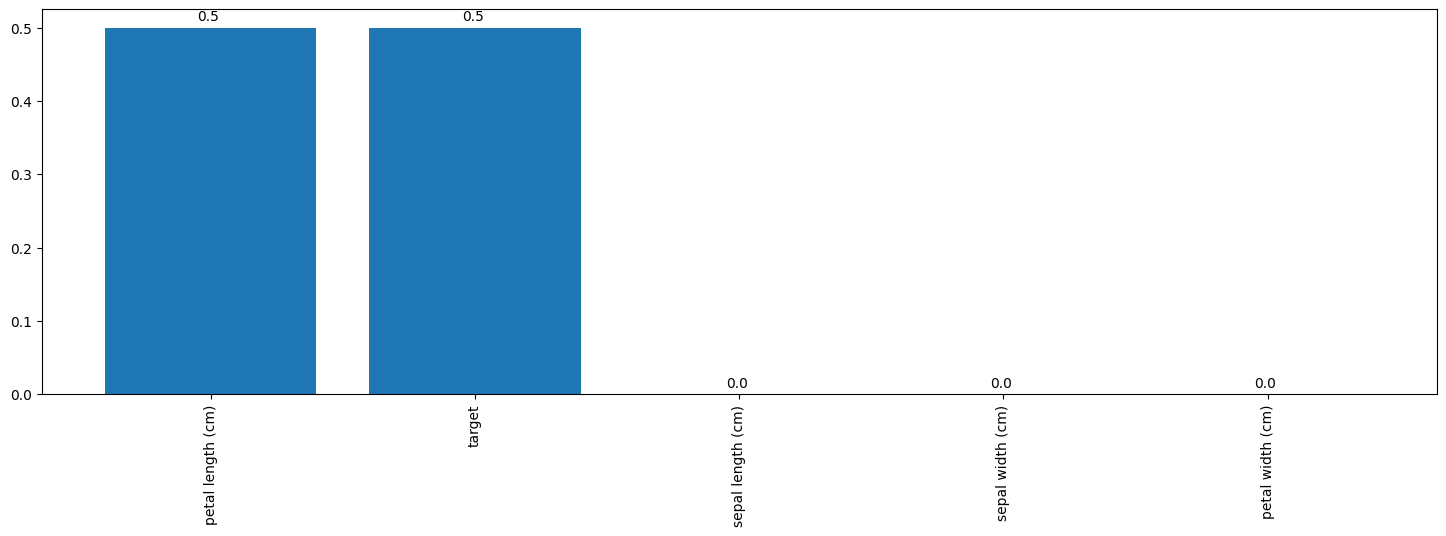 0.5
0.5
0.0
0.0
0.0
0.5
0.4
0.3
0.2
0.1
0.0
petal length (cm)
target
sepal length (cm)
sepal width (cm)
petal width (cm)